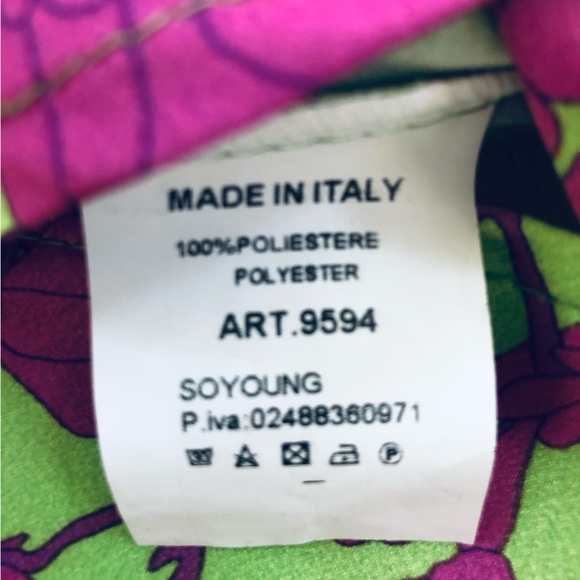 MADE IN ITALY
100%POLIESTERE
POLYESTER
ART.9594
SOYOUNG
P.iva:02488360971
P